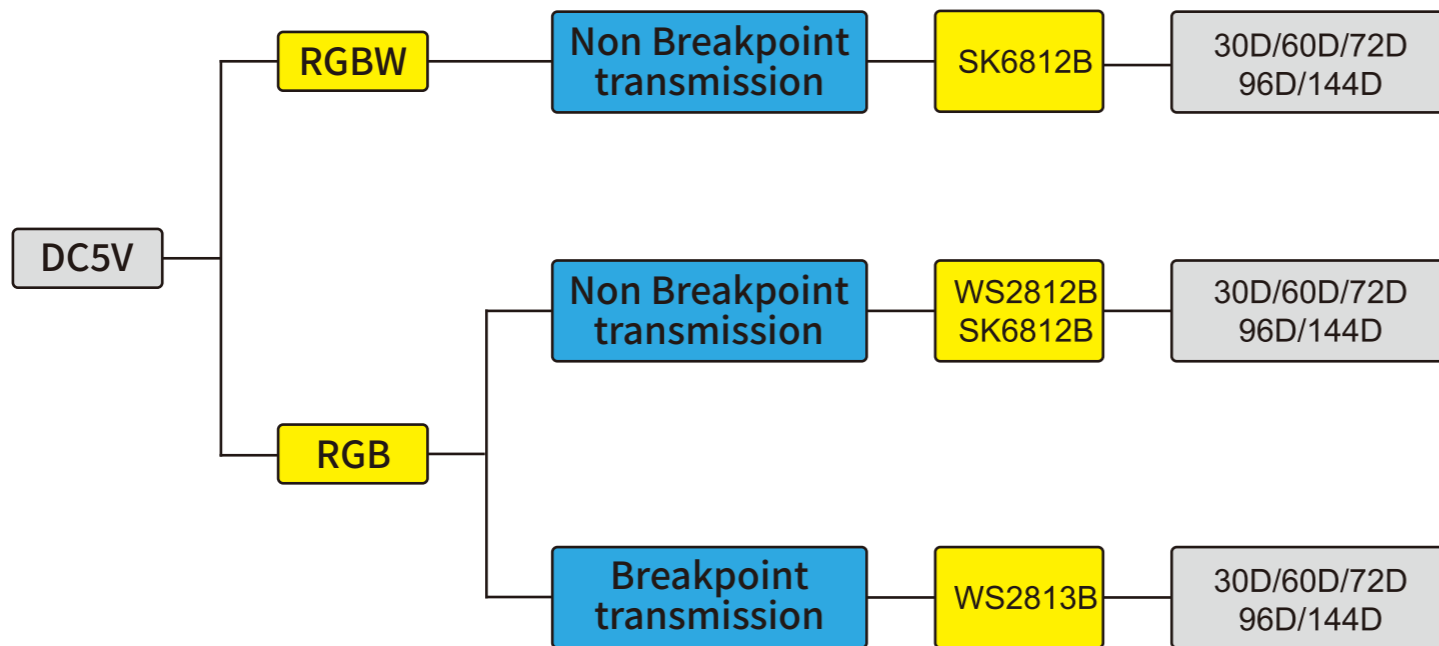 DC5V
RGBW
Non Breakpoint
transmission
SK6812B
30D/60D/72D
96D/144D
RGB
Non Breakpoint
transmission
WS2812B
SK6812B
30D/60D/72D
96D/144D
Breakpoint
transmission
WS2813B
30D/60D/72D
96D/144D